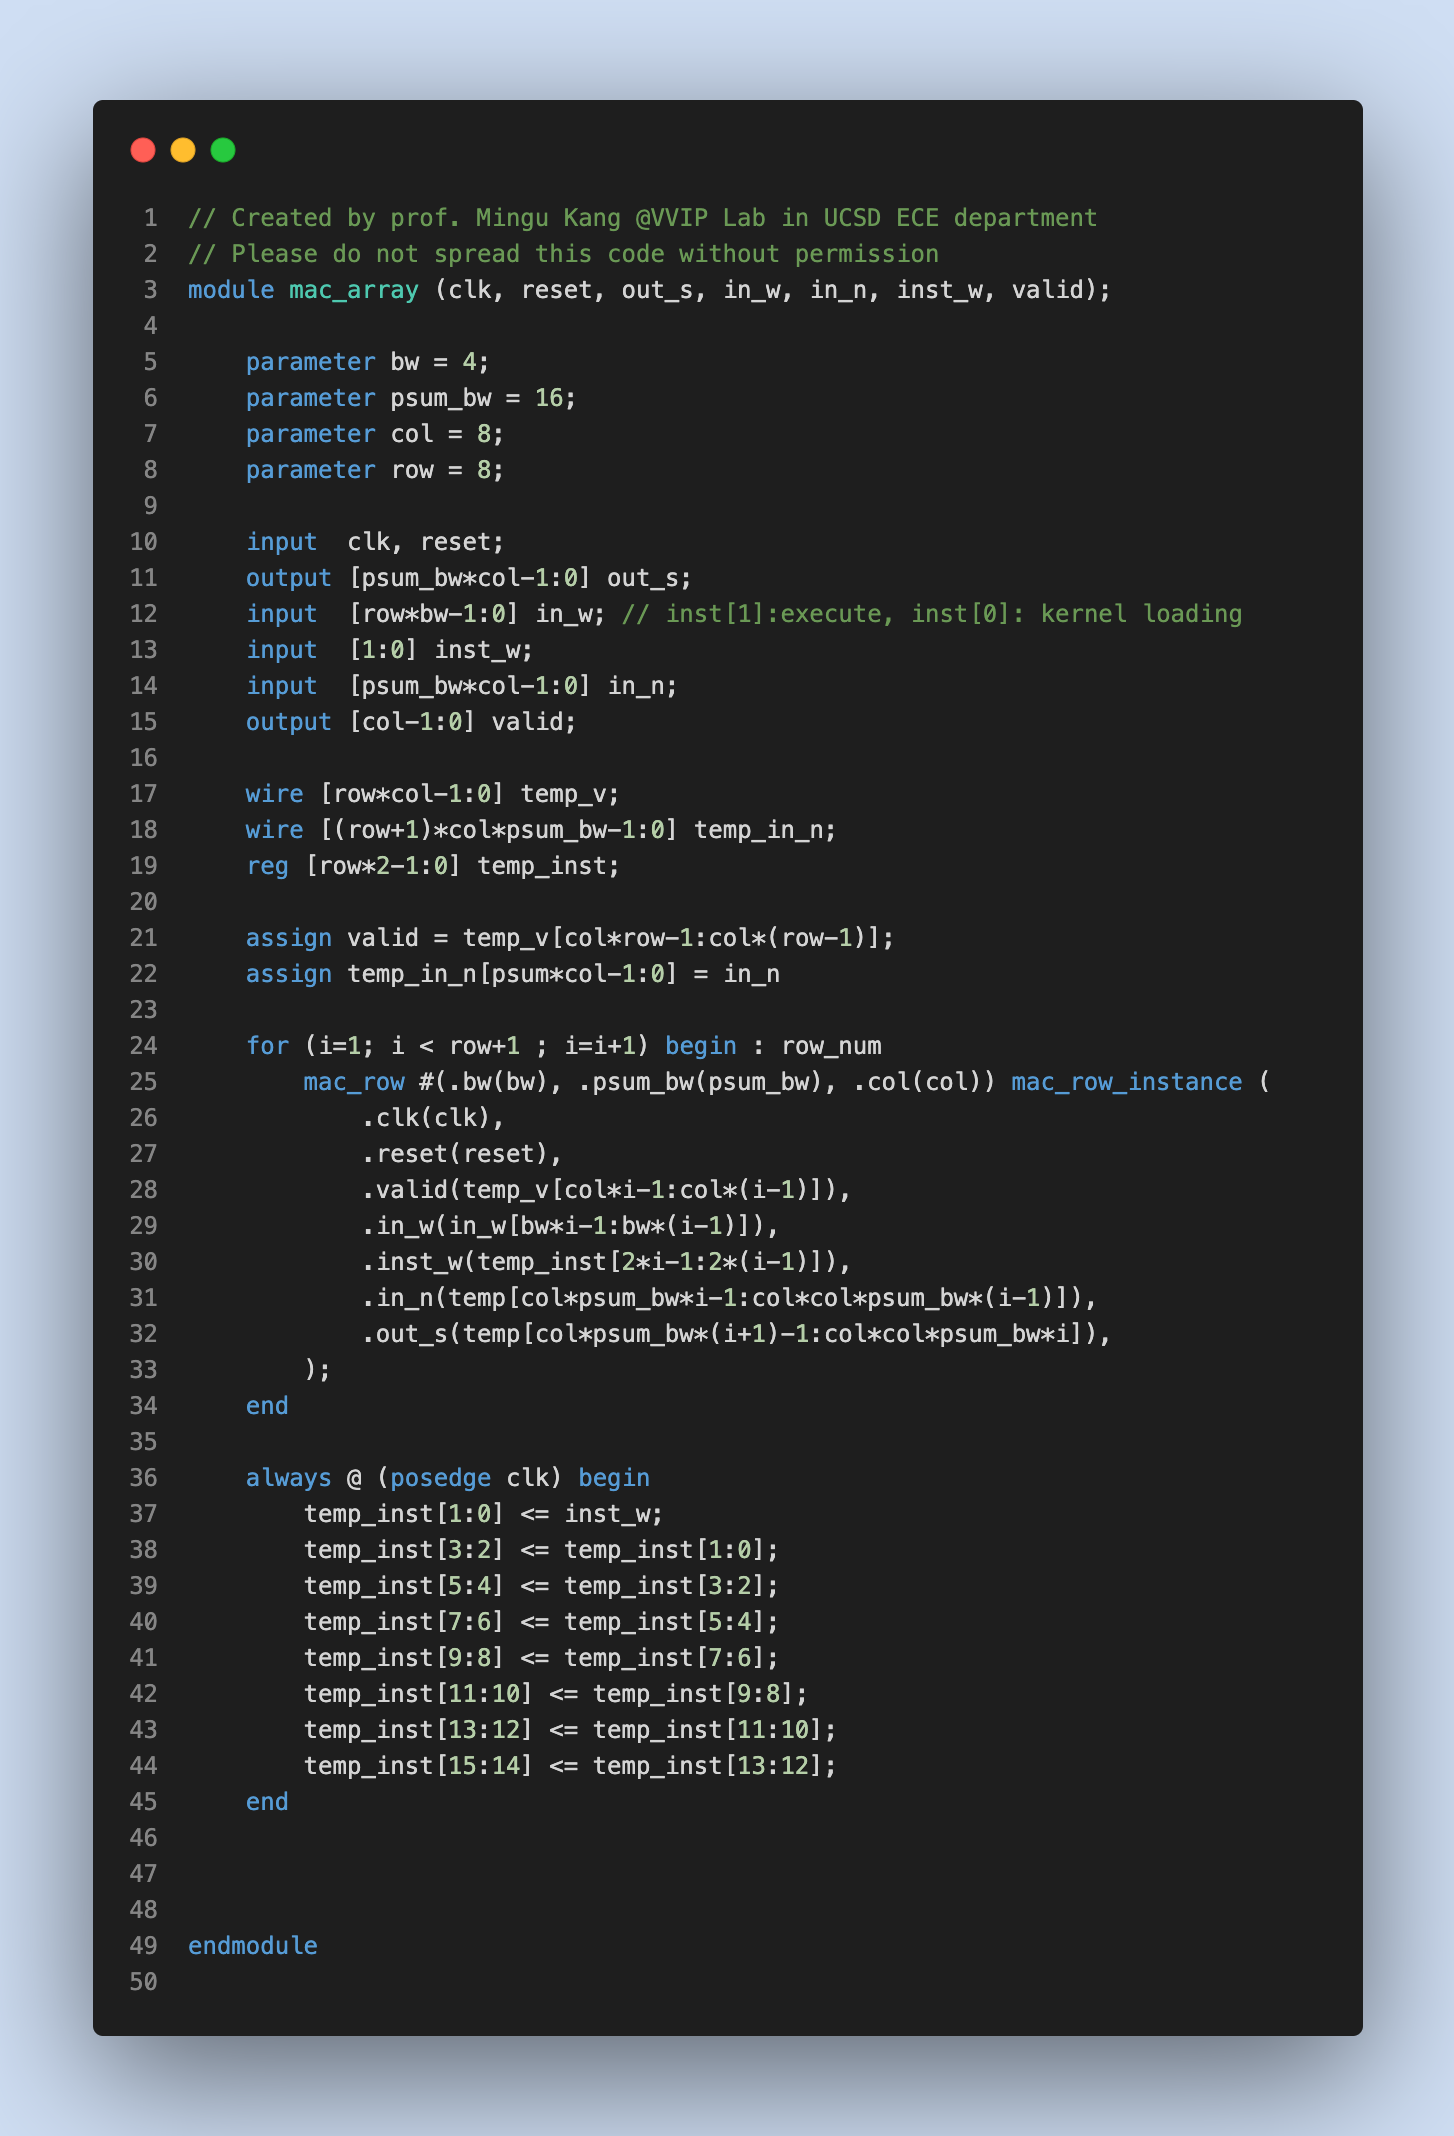 1 // Created by prof. Mingu Kang @VVIP Lab in UCSD ECE department
2 // Please do not spread this code without permission
3 module mac_array (clk, reset, out_s, in_w, in_n, inst_w, valid);
4
5     parameter bw = 4;
6     parameter psum_bw = 16;
7     parameter col = 8;
8     parameter row = 8;
9
10     input  clk, reset;
11     output [psum_bw*col-1:0] out_s;
12     input  [row*bw-1:0] in_w; // inst[1]:execute, inst[0]: kernel loading
13     input  [1:0] inst_w;
14     input  [psum_bw*col-1:0] in_n;
15     output [col-1:0] valid;
16
17     wire [row*col-1:0] temp_v;
18     wire [(row+1)*col*psum_bw-1:0] temp_in_n;
19     reg [row*2-1:0] temp_inst;
20
21     assign valid = temp_v[col*row-1:col*(row-1)];
22     assign temp_in_n[psum*col-1:0] = in_n
23
24     for (i=1; i < row+1 ; i=i+1) begin : row_num
25         mac_row #(.bw(bw), .psum_bw(psum_bw), .col(col)) mac_row_instance (
26             .clk(clk),
27             .reset(reset),
28             .valid(temp_v[col*i-1:col*(i-1)]),
29             .in_w(in_w[bw*i-1:bw*(i-1)]),
30             .inst_w(temp_inst[2*i-1:2*(i-1)]),
31             .in_n(temp[col*psum_bw*i-1:col*col*psum_bw*(i-1)]),
32             .out_s(temp[col*psum_bw*(i+1)-1:col*col*psum_bw*i]),
33         );
34     end
35
36     always @ (posedge clk) begin
37         temp_inst[1:0] <= inst_w;
38         temp_inst[3:2] <= temp_inst[1:0];
39         temp_inst[5:4] <= temp_inst[3:2];
40         temp_inst[7:6] <= temp_inst[5:4];
41         temp_inst[9:8] <= temp_inst[7:6];
42         temp_inst[11:10] <= temp_inst[9:8];
43         temp_inst[13:12] <= temp_inst[11:10];
44         temp_inst[15:14] <= temp_inst[13:12];
45     end
46
47
48
49 endmodule
50